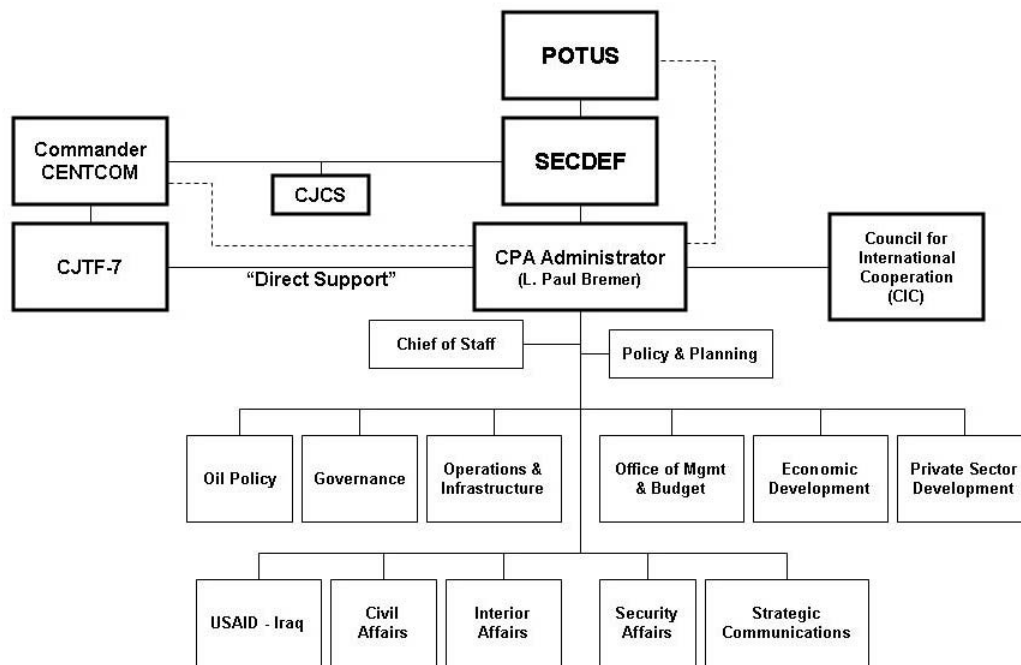 POTUS
Commander
CENTCOM
SECDEF
CJCS
CJTF-7
“Direct Support”
CPA Administrator
(L. Paul Bremer)
Council for
International
Cooperation
(CIC)
Chief of Staff
Policy & Planning
Oil Policy
Governance
Operations &
Infrastructure
Office of Mgmt
& Budget
Economic
Development
Private Sector
Development
USAID - Iraq
Civil
Affairs
Interior
Affairs
Security
Affairs
Strategic
Communications